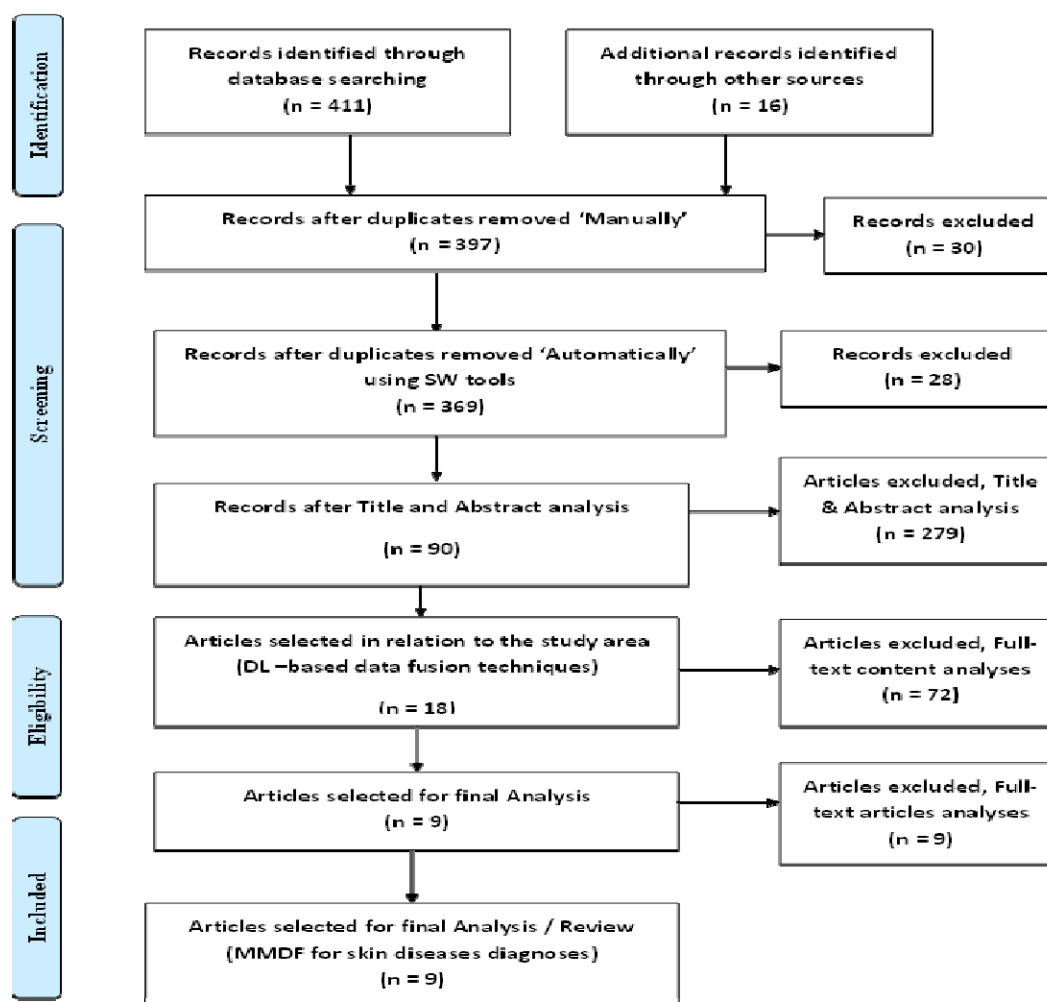 Identification
Records identified through
database searching
(n = 411)
Additional records identified
through other sources
(n = 16)
Records after duplicates removed ‘Manually’
(n = 397)
Records excluded
(n = 30)
Screening
Records after duplicates removed ‘Automatically’
using SW tools
(n = 369)
Records excluded
(n = 28)
Records after Title and Abstract analysis
(n = 90)
Articles excluded, Title
& Abstract analysis
(n = 279)
Eligibility
Articles selected in relation to the study area
(DL –based data fusion techniques)
(n = 18)
Articles excluded, Full-
text content analyses
(n = 72)
Articles selected for final Analysis
(n = 9)
Articles excluded, Full-
text articles analyses
(n = 9)
Included
Articles selected for final Analysis / Review
(MMDF for skin diseases diagnoses)
(n = 9)